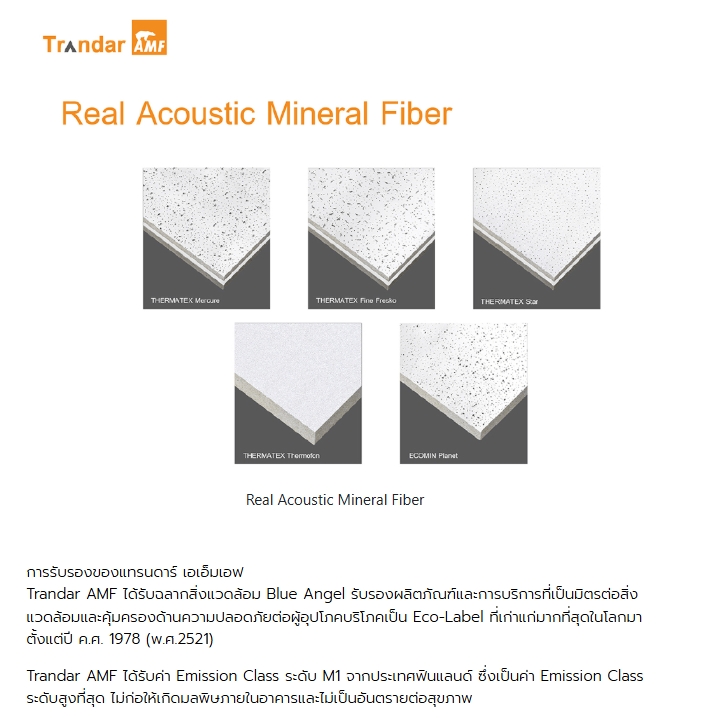 Trandar AMF
Real Acoustic Mineral Fiber
THERMATEX Mercure
THERMATEX Fine Fresko
THERMATEX Star
THERMATEX Thermofon
ECOMIN Planet
Real Acoustic Mineral Fiber
การรับรองของแทรนดาร์ เอเอ็มเอฟ
Trandar AMF ได้รับฉลากสิ่งแวดล้อม Blue Angel รับรองผลิตภัณฑ์และการบริการที่เป็นมิตรต่อสิ่ง
แวดล้อมและคุ้มครองด้านความปลอดภัยต่อผู้อุปโภคบริโภคเป็น Eco-Label ที่เก่าแก่มากที่สุดในโลกมา
ตั้งแต่ปี ค.ศ. 1978 (พ.ศ.2521)
Trandar AMF ได้รับค่า Emission Class ระดับ M1 จากประเทศฟินแลนด์ ซึ่งเป็นค่า Emission Class
ระดับสูงที่สุด ไม่ก่อให้เกิดมลพิษภายในอาคารและไม่เป็นอันตรายต่อสุขภาพ